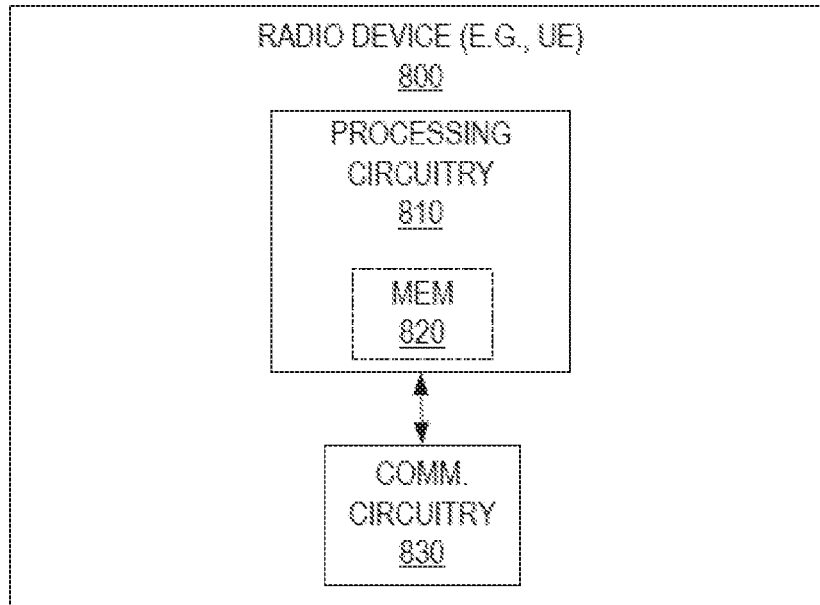 RADIO DEVICE (E.G., UE)
800
PROCESSING
CIRCUITRY
810
MEM
820
COMM.
CIRCUITRY
830